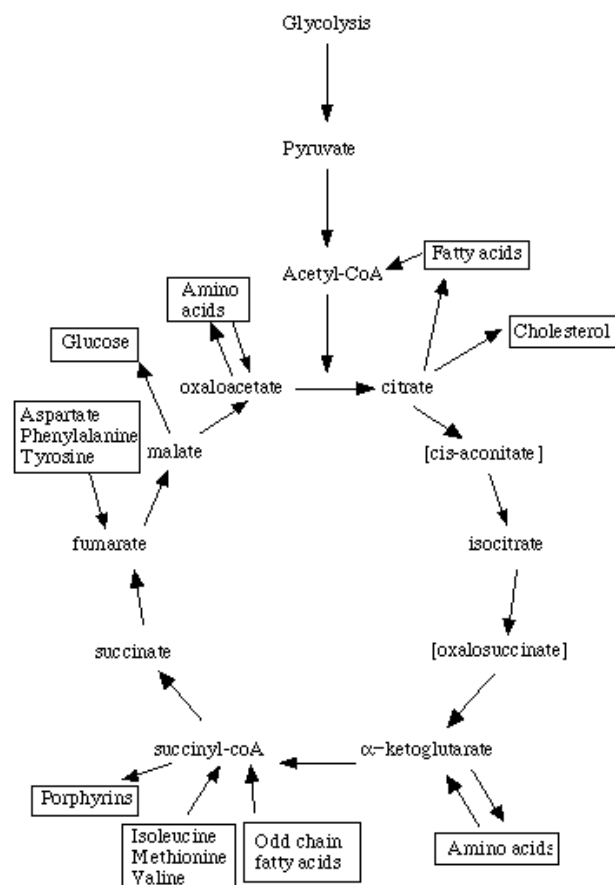 Glycolysis
Pyruvate
Acetyl-CoA
Fatty acids
Amino
acids
Cholesterol
Glucose
oxaloacetate
citrate
Aspartate
Phenylalanine
Tyrosine
malate
[cis-aconitate]
fumarate
isocitrate
succinate
[oxalosuccinate]
succinyl-coA
α-ketoglutarate
Porphyrins
Isoleucine
Methionine
Valine
Odd chain
fatty acids
Amino acids